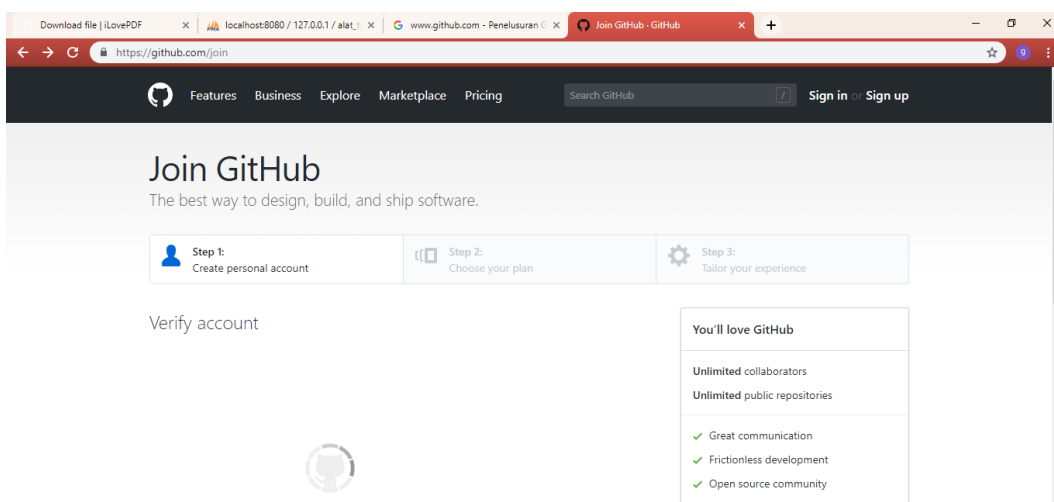 Download file | iLovePDF
localhost:8080 / 127.0.0.1 / alat_t
www.github.com - Penelusuran G
Join GitHub · GitHub
https://github.com/join
g
Features Business Explore Marketplace Pricing
Search GitHub /
Sign in or Sign up
Join GitHub
The best way to design, build, and ship software.
Step 1:
Create personal account
Step 2:
Choose your plan
Step 3:
Tailor your experience
Verify account
You'll love GitHub
Unlimited collaborators
Unlimited public repositories
Great communication
Frictionless development
Open source community